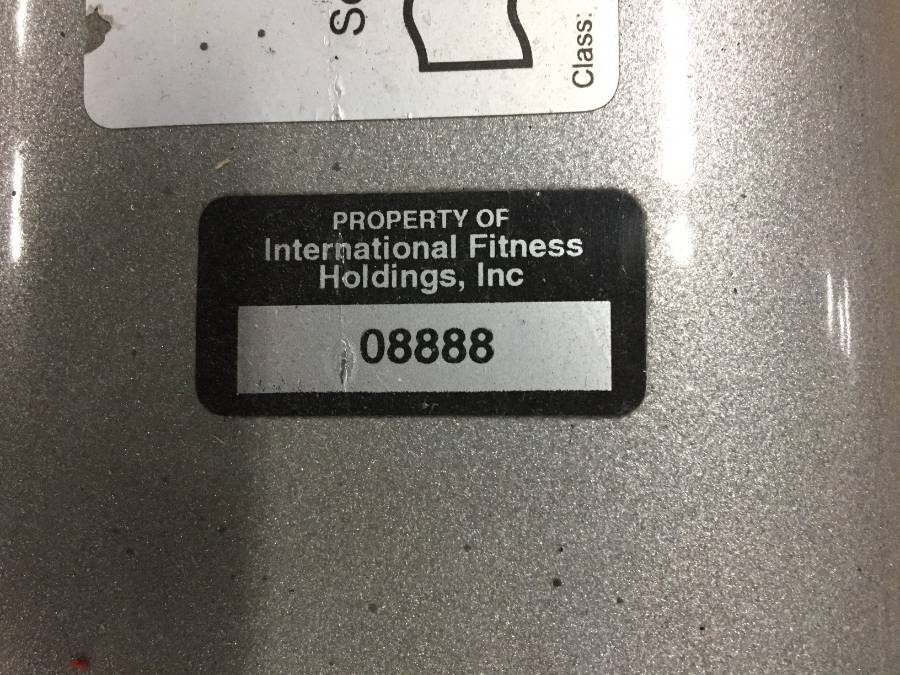 Class:
PROPERTY OF
International Fitness
Holdings, Inc
08888